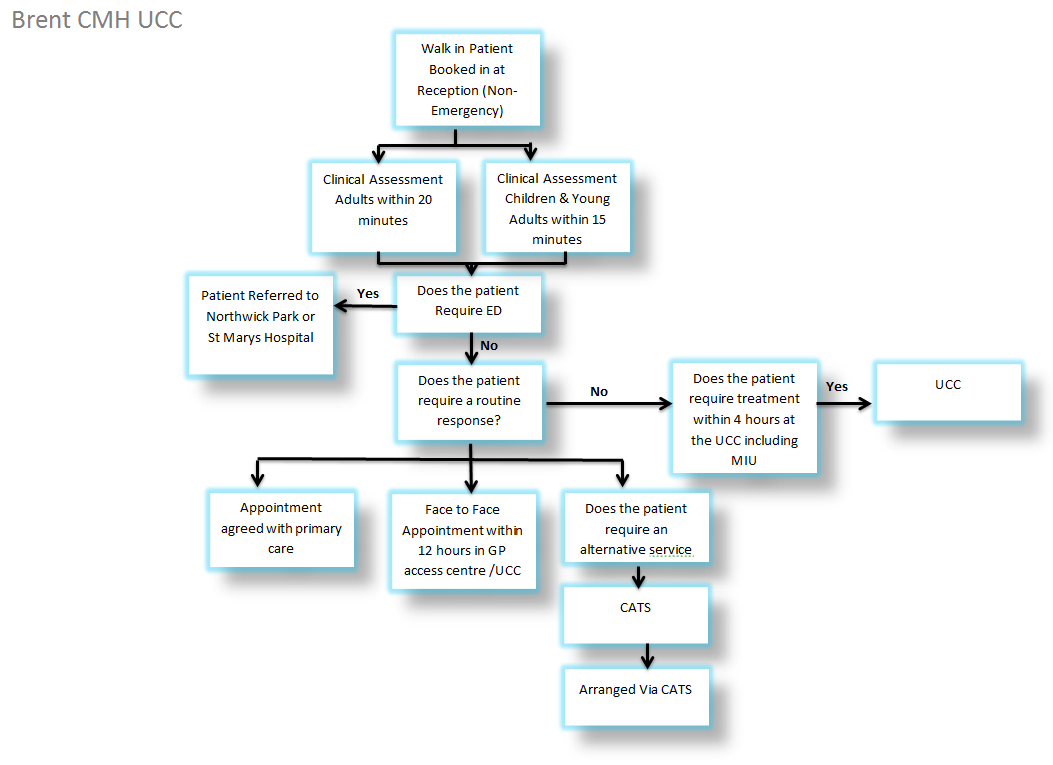 Brent CMH UCC
Walk in Patient
Booked in at
Reception (Non-
Emergency)
Clinical Assessment
Adults within 20
minutes
Clinical Assessment
Children & Young
Adults within 15
minutes
Does the patient
Require ED
Yes
Patient Referred to
Northwick Park or
St Marys Hospital
No
Does the patient
require a routine
response?
No
Does the patient
require treatment
within 4 hours at
the UCC including
MIU
Yes
UCC
Appointment
agreed with primary
care
Face to Face
Appointment within
12 hours in GP
access centre /UCC
Does the patient
require an
alternative service
CATS
Arranged Via CATS